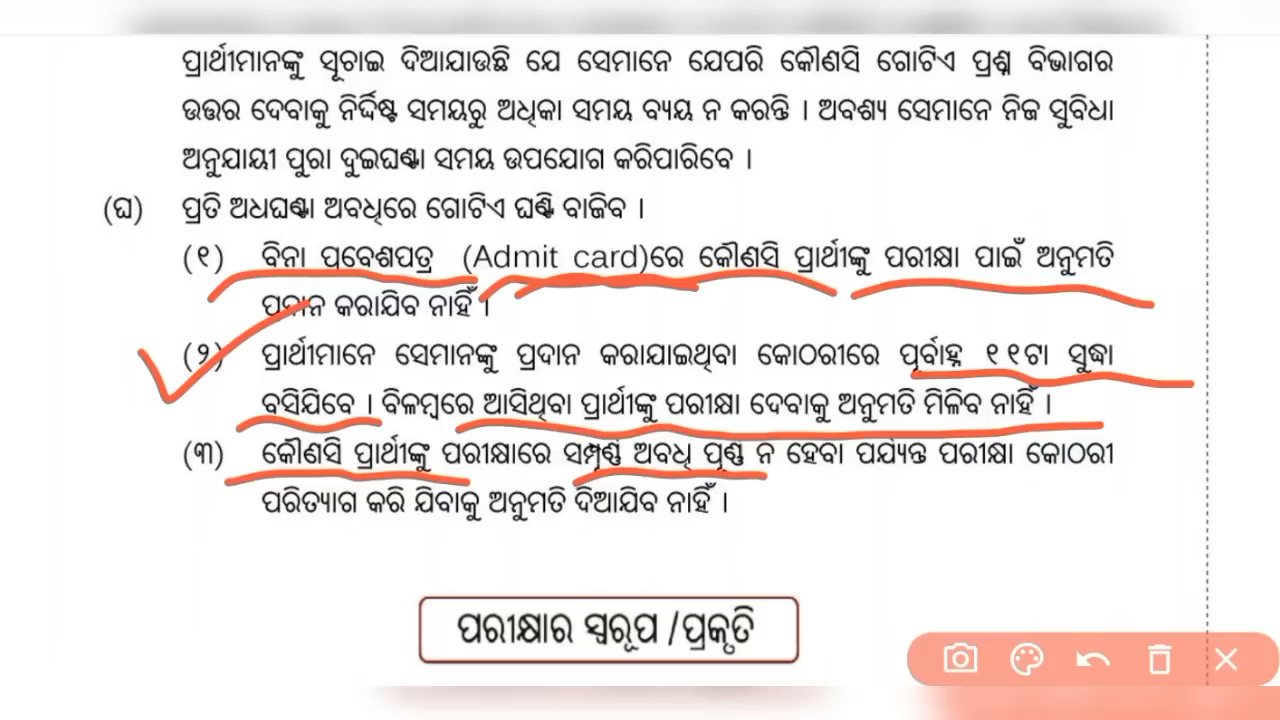 ପ୍ରାର୍ଥୀମାନଙ୍କୁ ସୂଚାଇ ଦିଆଯାଉଛି ଯେ ସେମାନେ ଯେପରି କୌଣସି ଗୋଟିଏ ପ୍ରଶ୍ନ ବିଭାଗର
ଉତ୍ତର ଦେବାକୁ ନିର୍ଦ୍ଦିଷ୍ଟ ସମୟରୁ ଅଧିକା ସମୟ ବ୍ୟୟ ନ କରନ୍ତି । ଅବଶ୍ୟ ସେମାନେ ନିଜ ସୁବିଧା
ଅନୁଯାୟୀ ପୁରା ଦୁଇଘଣ୍ଟା ସମୟ ଉପଯୋଗ କରିପାରିବେ ।
(ଘ) ପ୍ରତି ଅଧଘଣ୍ଟା ଅବଧିରେ ଗୋଟିଏ ଘଣ୍ଟି ବାଜିବ ।
(୧) ବିନା ପ୍ରବେଶପତ୍ର (Admit card)ରେ କୌଣସି ପ୍ରାର୍ଥୀଙ୍କୁ ପରୀକ୍ଷା ପାଇଁ ଅନୁମତି
ପ୍ରଦାନ କରାଯିବ ନାହିଁ ।
(୨) ପ୍ରାର୍ଥୀମାନେ ସେମାନଙ୍କୁ ପ୍ରଦାନ କରାଯାଇଥିବା କୋଠରୀରେ ପୂର୍ବାହ୍ନ ୧୧ଟା ସୁଦ୍ଧା
ବସିଯିବେ । ବିଳମ୍ବରେ ଆସିଥିବା ପ୍ରାର୍ଥୀଙ୍କୁ ପରୀକ୍ଷା ଦେବାକୁ ଅନୁମତି ମିଳିବ ନାହିଁ ।
(୩) କୌଣସି ପ୍ରାର୍ଥୀଙ୍କୁ ପରୀକ୍ଷାରେ ସମ୍ପୂର୍ଣ୍ଣ ଅବଧି ପୂର୍ଣ୍ଣ ନ ହେବା ପର୍ଯ୍ୟନ୍ତ ପରୀକ୍ଷା କୋଠରୀ
ପରିତ୍ୟାଗ କରି ଯିବାକୁ ଅନୁମତି ଦିଆଯିବ ନାହିଁ ।
ପରୀକ୍ଷାର ସ୍ୱରୂପ /ପ୍ରକୃତି